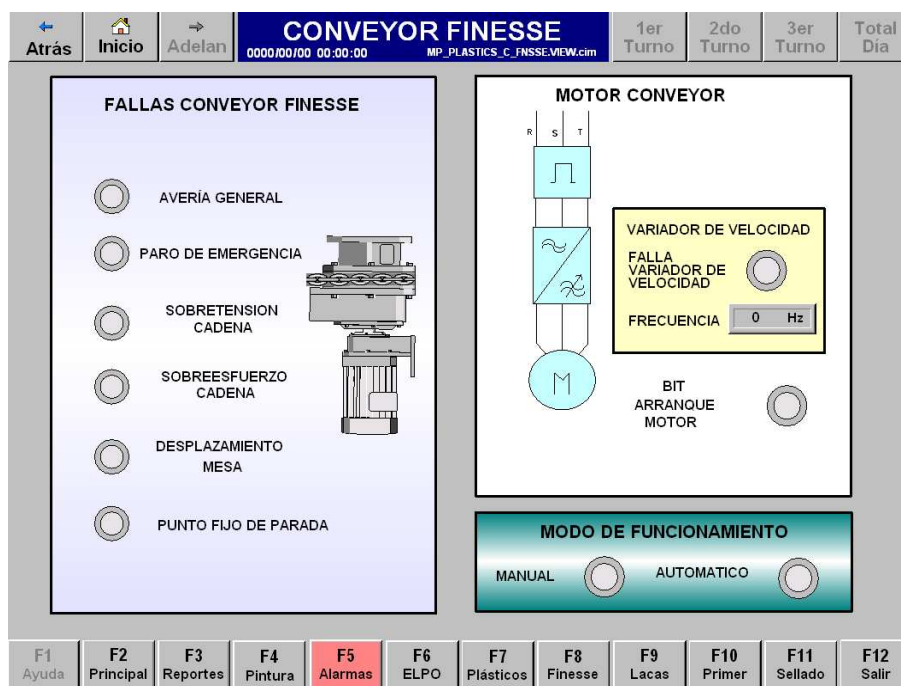 Atrás
Inicio
Adelan
CONVEYOR FINESSE
0000/00/00 00:00:00
MP_PLASTICS_C_FNSSE.VIEW.cim
1er
Turno
2do
Turno
3er
Turno
Total
Día
FALLAS CONVEYOR FINESSE
AVERÍA GENERAL
PARO DE EMERGENCIA
SOBRETENSION
CADENA
SOBREESFUERZO
CADENA
DESPLAZAMIENTO
MESA
PUNTO FIJO DE PARADA
MOTOR CONVEYOR
R S T
M
VARIADOR DE VELOCIDAD
FALLA
VARIADOR DE
VELOCIDAD
FRECUENCIA 0 Hz
BIT
ARRANQUE
MOTOR
MODO DE FUNCIONAMIENTO
MANUAL AUTOMATICO
F1
Ayuda
F2
Principal
F3
Reportes
F4
Pintura
F5
Alarmas
F6
ELPO
F7
Plásticos
F8
Finesse
F9
Lacas
F10
Primer
F11
Sellado
F12
Salir